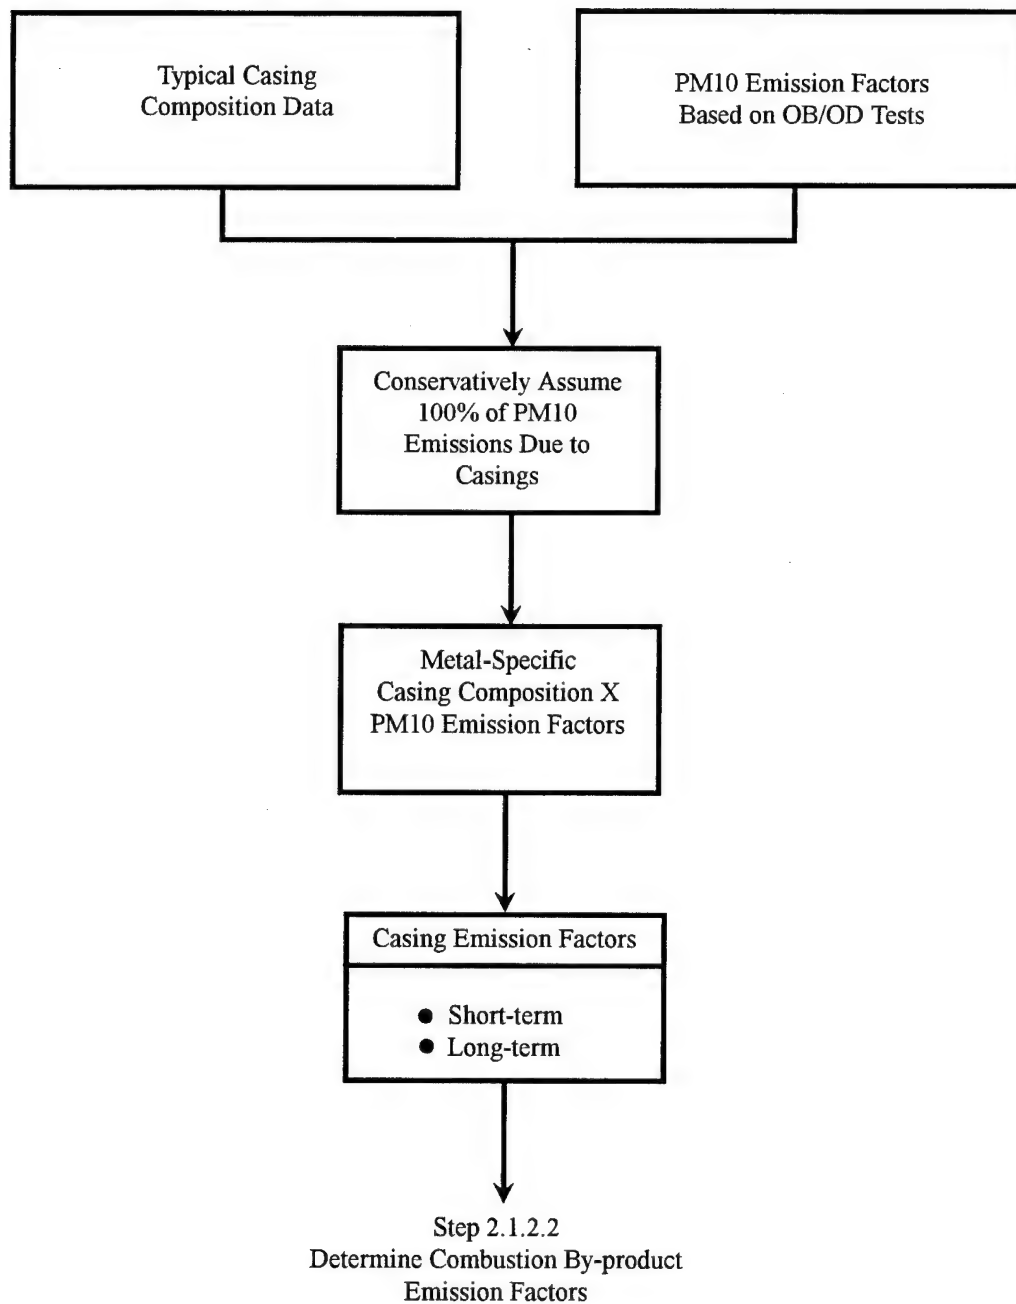 Typical Casing
Composition Data
PM10 Emission Factors
Based on OB/OD Tests
Conservatively Assume
100% of PM10
Emissions Due to
Casings
Metal-Specific
Casing Composition X
PM10 Emission Factors
Casing Emission Factors
● Short-term
● Long-term
Step 2.1.2.2
Determine Combustion By-product
Emission Factors